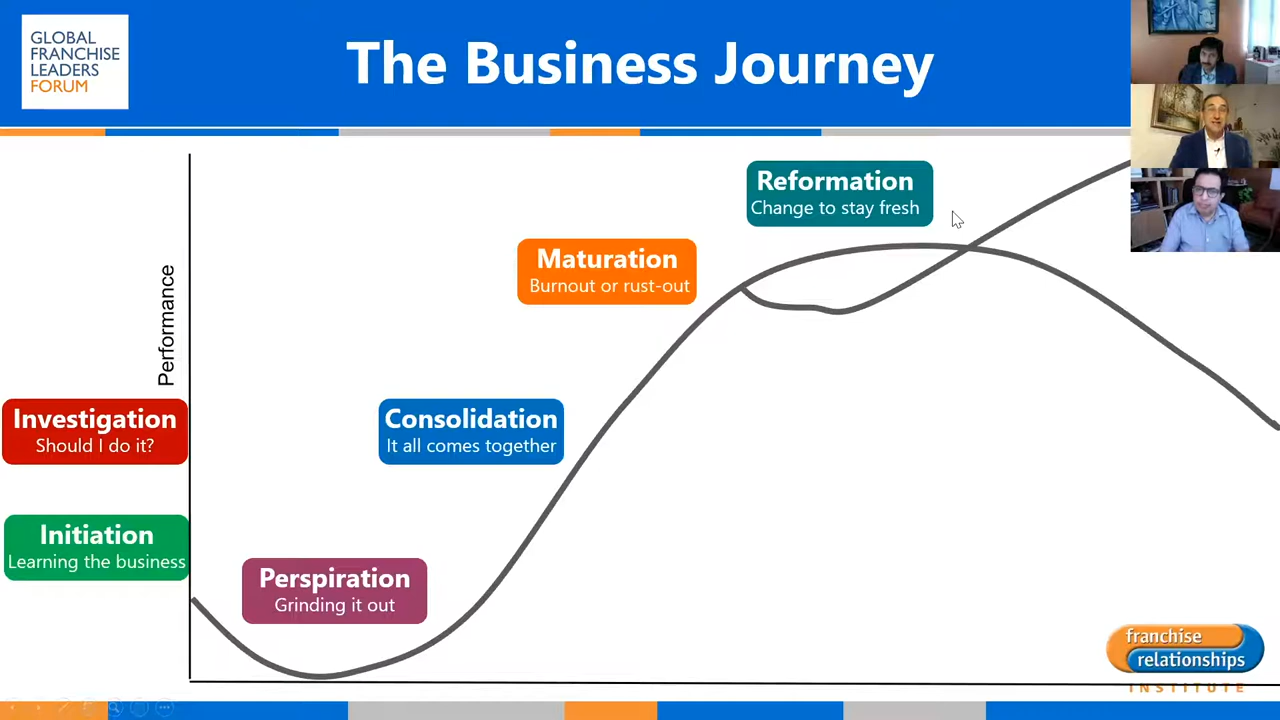 GLOBAL
FRANCHISE
LEADERS
FORUM
The Business Journey
Reformation
Change to stay fresh
Maturation
Burnout or rust-out
Performance
Investigation
Should I do it?
Consolidation
It all comes together
Initiation
Learning the business
Perspiration
Grinding it out
franchise
relationships
INSTITUTE